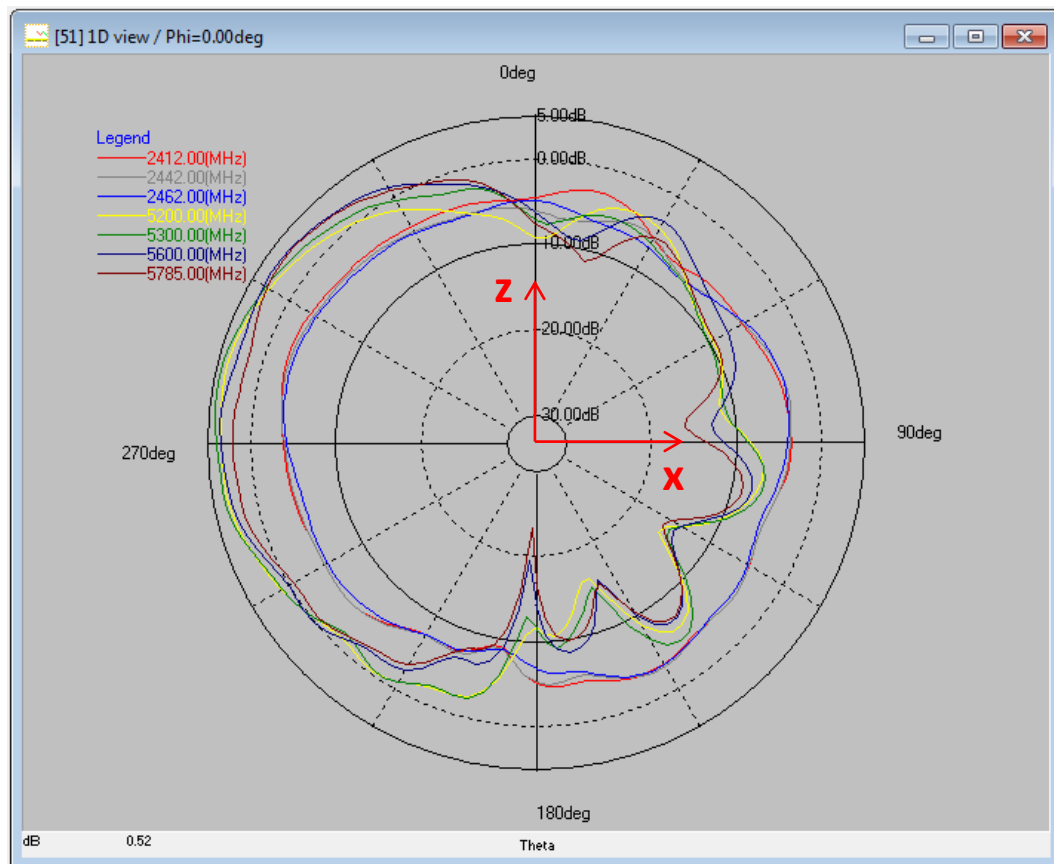 [51] 1D view / Phi=0.00deg
0deg
5.00dB
Legend
2412.00(MHz)
0.00dB
2442.00(MHz)
2462.00(MHz)
5200.00(MHz)
5300.00(MHz)
10.00dB
5600.00(MHz)
5785.00(MHz)
Z
20.00dB
30.00dB
90deg
270deg
X
180deg
dB 0.52 Theta